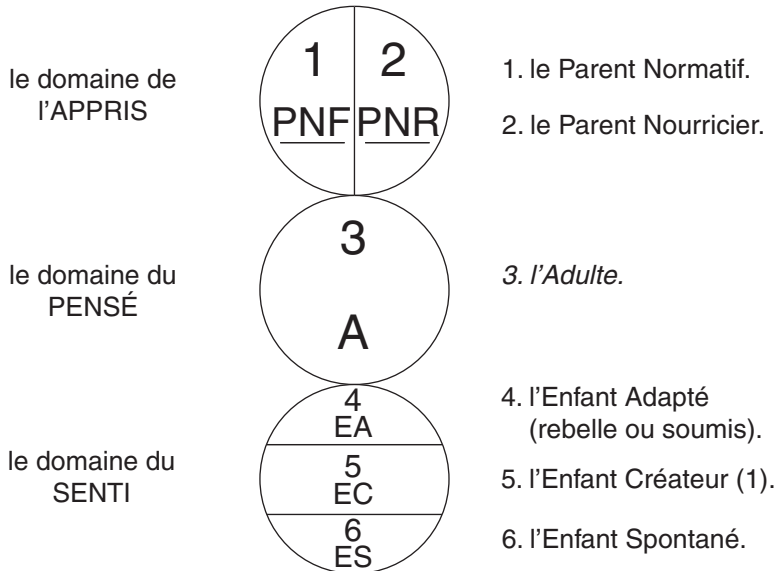 le domaine de
l'APPRIS
1
2
PNF
PNR
1. le Parent Normatif.
2. le Parent Nourricier.
le domaine du
PENSÉ
3
A
3. l'Adulte.
le domaine du
SENTI
4
EA
5
EC
6
ES
4. l'Enfant Adapté
(rebelle ou soumis).
5. l'Enfant Créateur (1).
6. l'Enfant Spontané.